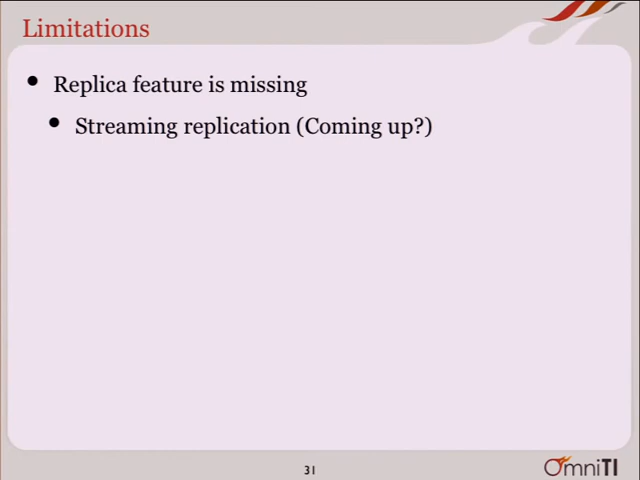 Limitations
• Replica feature is missing
• Streaming replication (Coming up?)
31
OmniTI